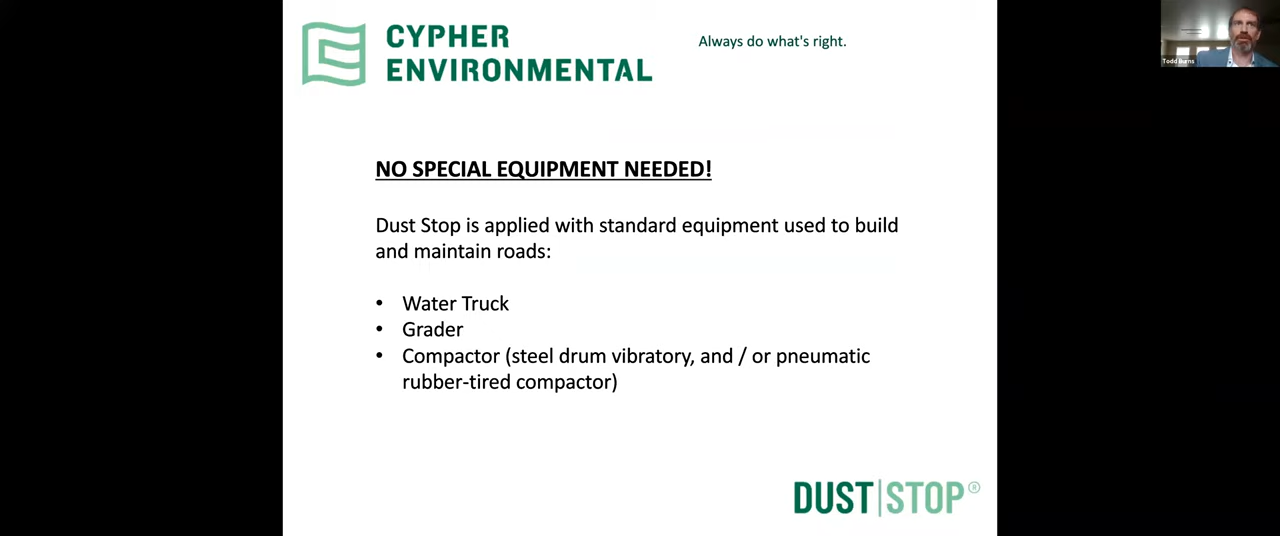 CYPHER
ENVIRONMENTAL
Always do what's right.
Todd Burns
NO SPECIAL EQUIPMENT NEEDED!
Dust Stop is applied with standard equipment used to build
and maintain roads:
• Water Truck
• Grader
• Compactor (steel drum vibratory, and / or pneumatic
rubber-tired compactor)
DUST|STOP®